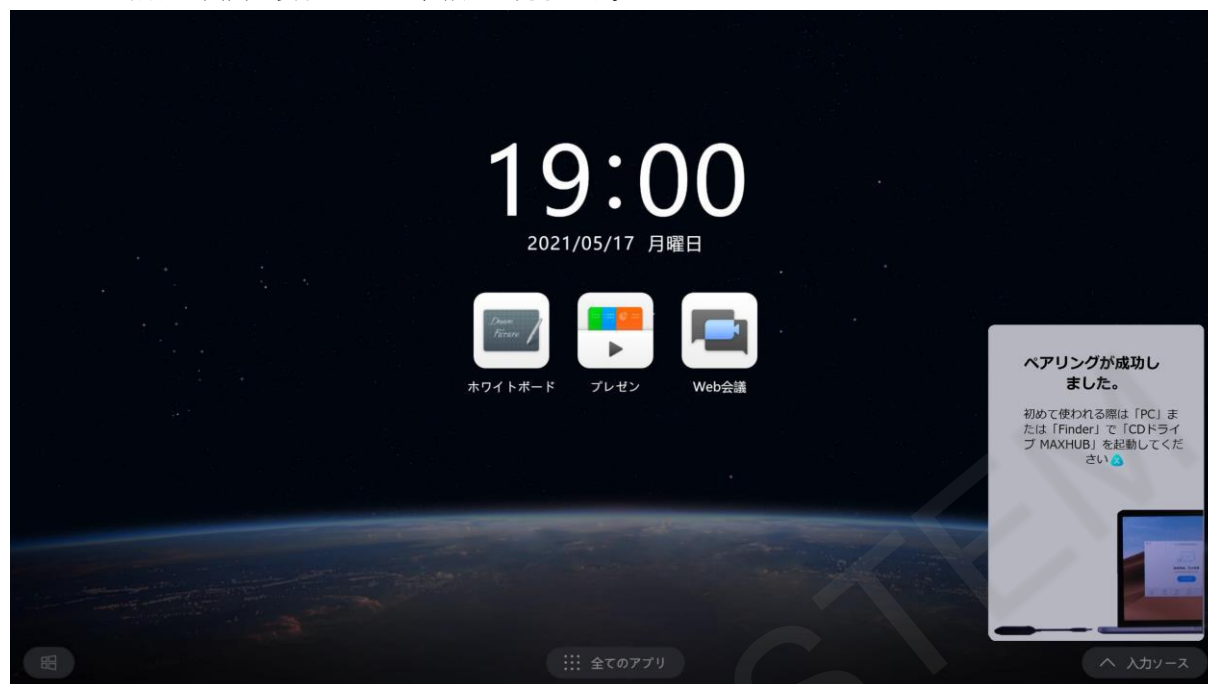 19:00
2021/05/17 月曜日
Dream
Future
ホワイトボード
プレゼン
Web会議
ペアリングが成功し
ました。
初めて使われる際は「PC」ま
たは「Finder」で「CDドライ
ブ MAXHUB」を起動してくだ
さい
全てのアプリ
入力ソース
STEM